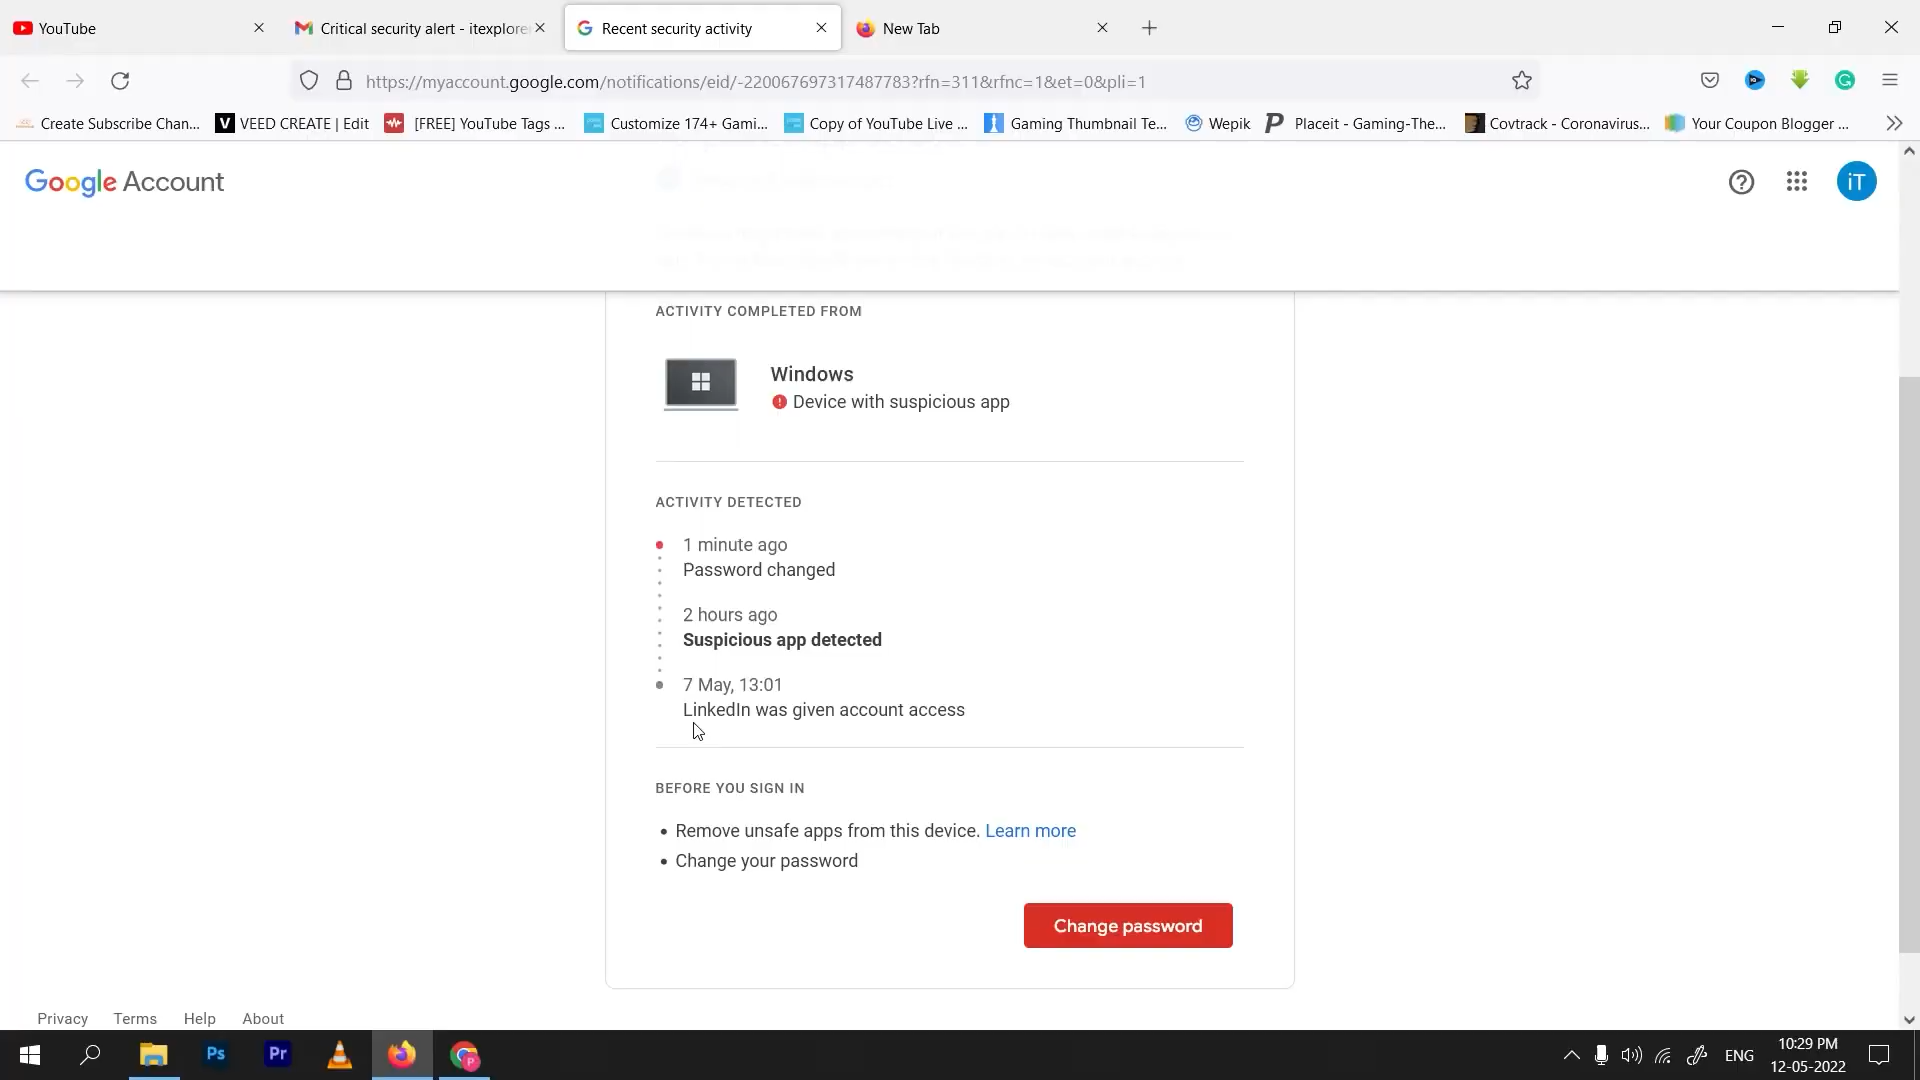 YouTube
Critical security alert - itexplorer
Recent security activity
New Tab
https://myaccount.google.com/notifications/eid/-220067697317487783?rfn=311&rfnc=1&et=0&pli=1
Create Subscribe Chan...
VEED CREATE | Edit
[FREE] YouTube Tags ...
Customize 174+ Gami...
Copy of YouTube Live ...
Gaming Thumbnail Te...
Wepik
Placeit - Gaming-The...
Covtrack - Coronavirus...
Your Coupon Blogger ...
Google Account
iT
ACTIVITY COMPLETED FROM
Windows
Device with suspicious app
ACTIVITY DETECTED
1 minute ago
Password changed
2 hours ago
Suspicious app detected
7 May, 13:01
LinkedIn was given account access
BEFORE YOU SIGN IN
• Remove unsafe apps from this device. Learn more
• Change your password
Change password
Privacy Terms Help About
Ps
Pr
P
ENG
10:29 PM
12-05-2022